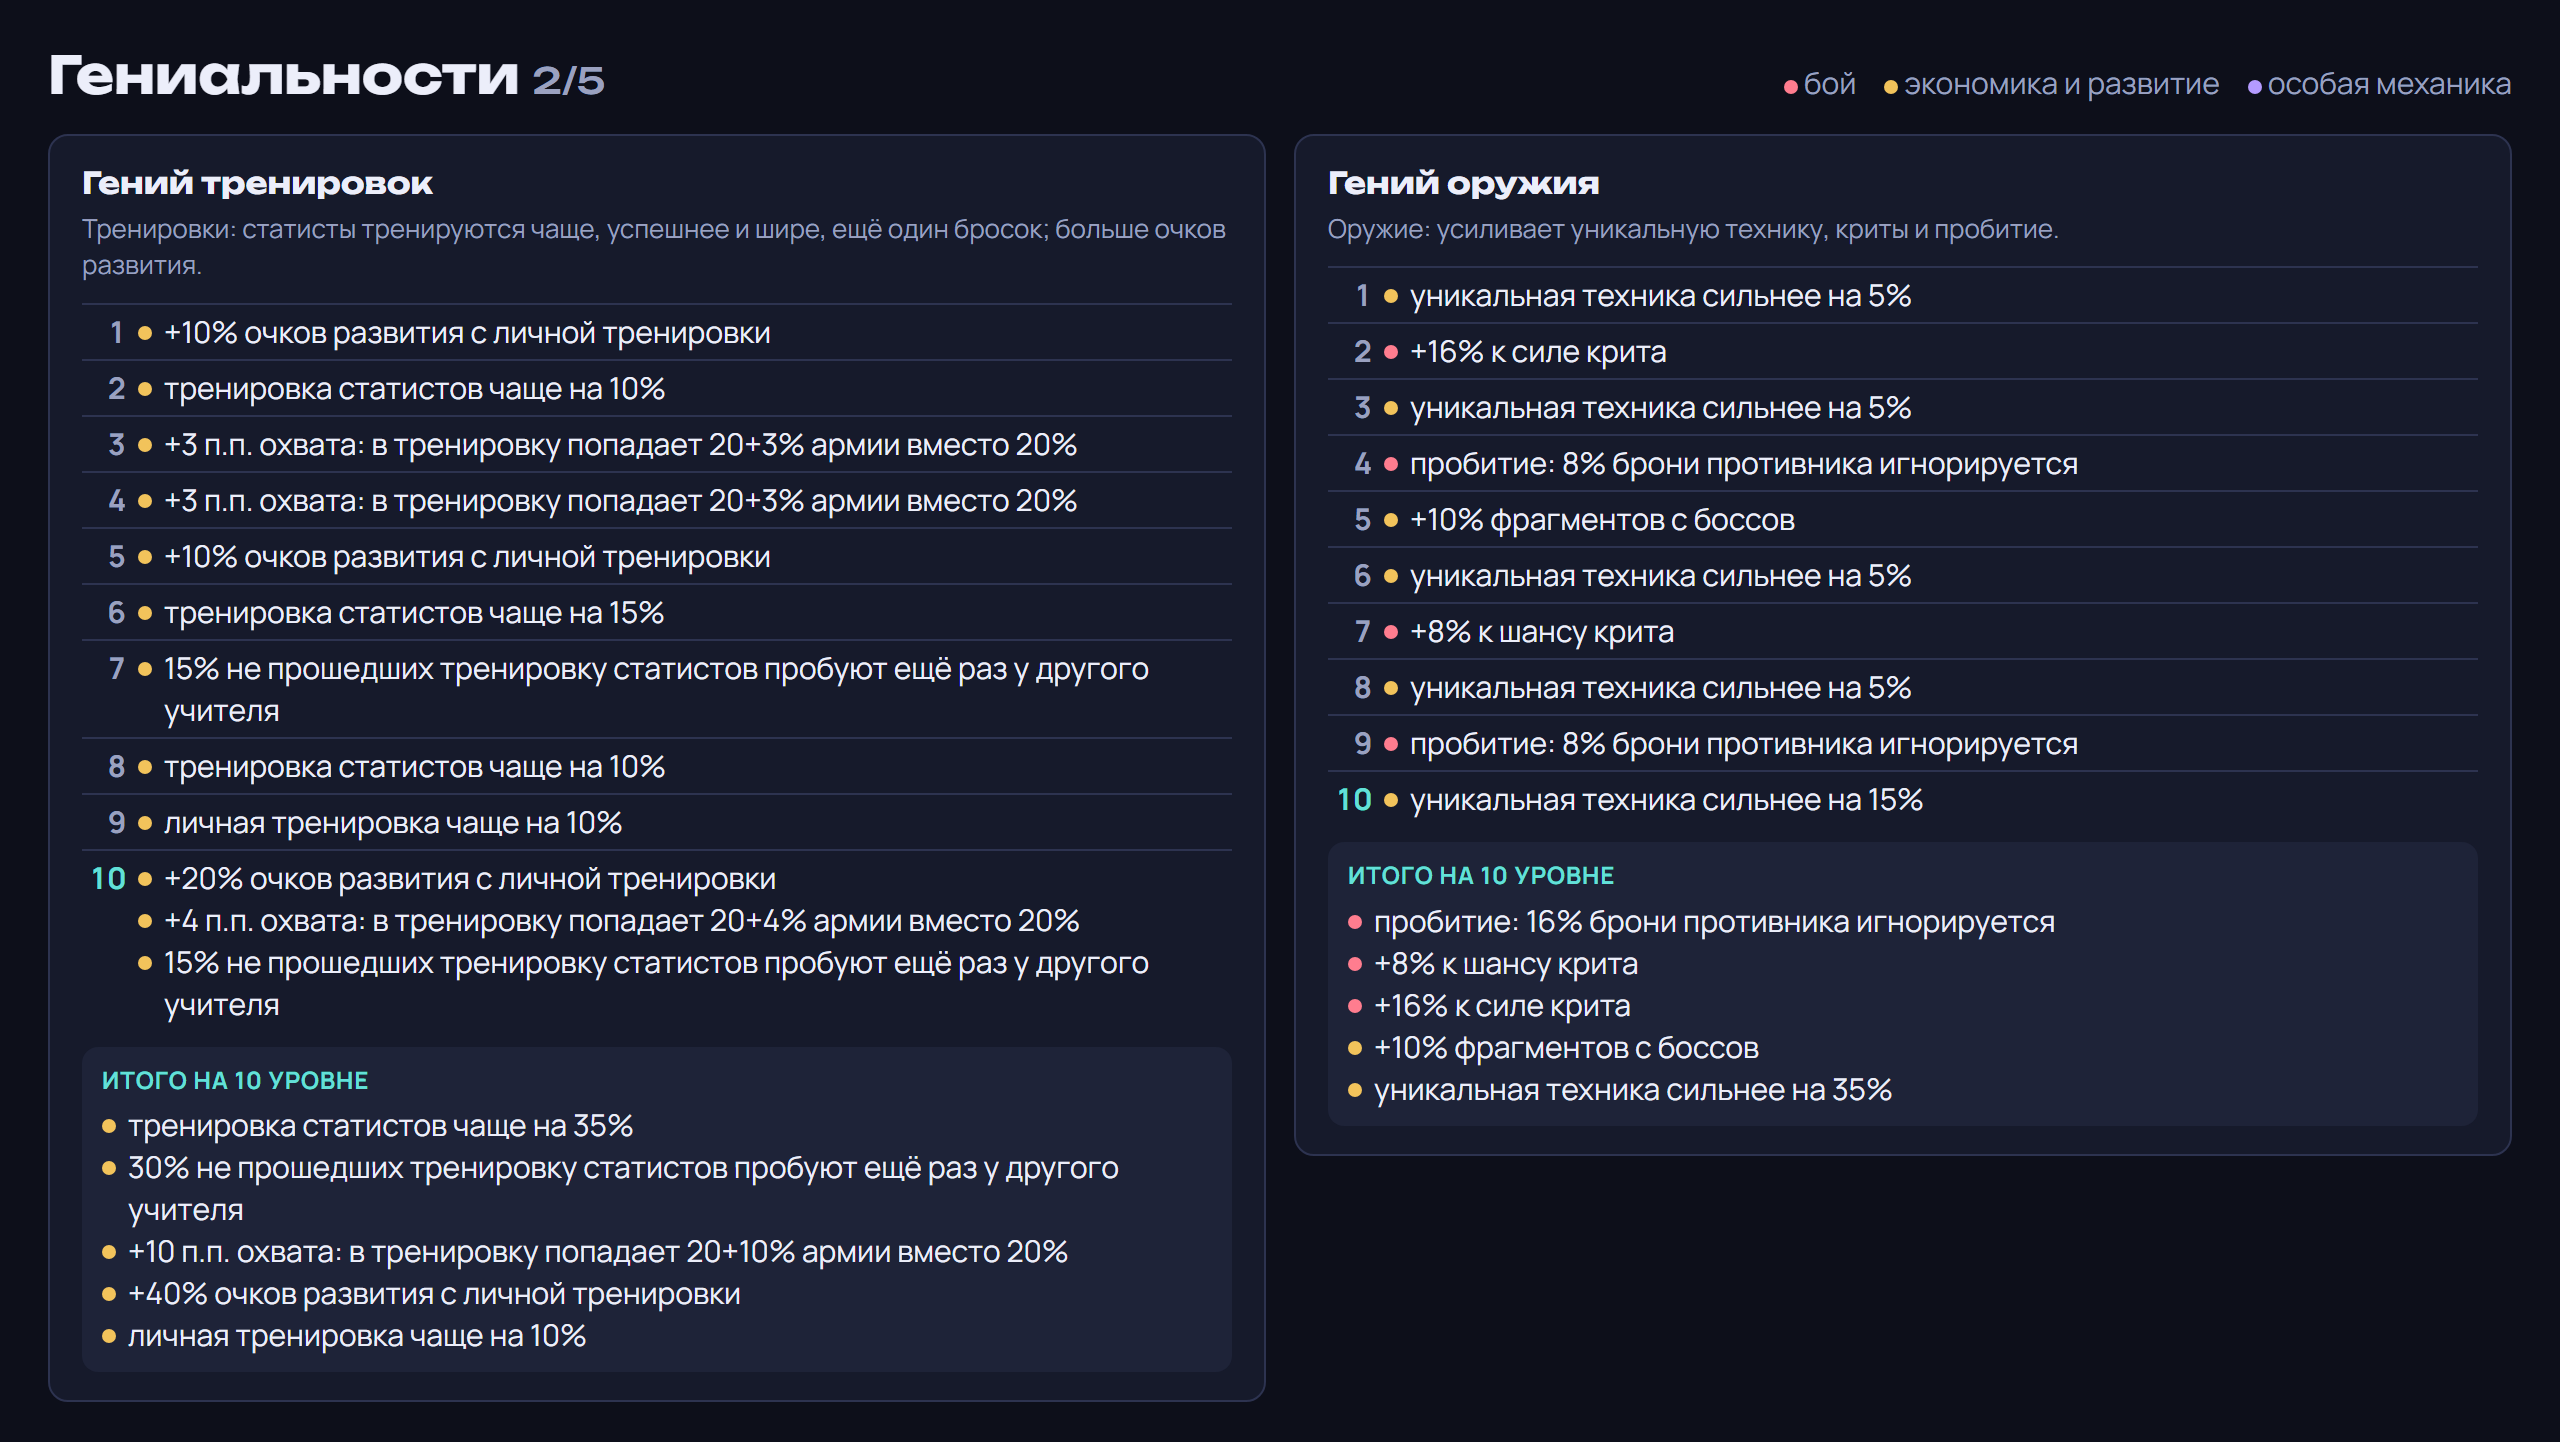 Гениальности 2/5
бой экономика и развитие особая механика
Гений тренировок
Тренировки: статисты тренируются чаще, успешнее и шире, ещё один бросок; больше очков
развития.
1 +10% очков развития с личной тренировки
2 тренировка статистов чаще на 10%
3 +3 п.п. охвата: в тренировку попадает 20+3% армии вместо 20%
4 +3 п.п. охвата: в тренировку попадает 20+3% армии вместо 20%
5 +10% очков развития с личной тренировки
6 тренировка статистов чаще на 15%
7 15% не прошедших тренировку статистов пробуют ещё раз у другого
учителя
8 тренировка статистов чаще на 10%
9 личная тренировка чаще на 10%
10 +20% очков развития с личной тренировки
+4 п.п. охвата: в тренировку попадает 20+4% армии вместо 20%
15% не прошедших тренировку статистов пробуют ещё раз у другого
учителя
ИТОГО НА 10 УРОВНЕ
тренировка статистов чаще на 35%
30% не прошедших тренировку статистов пробуют ещё раз у другого
учителя
+10 п.п. охвата: в тренировку попадает 20+10% армии вместо 20%
+40% очков развития с личной тренировки
личная тренировка чаще на 10%
Гений оружия
Оружие: усиливает уникальную технику, криты и пробитие.
1 уникальная техника сильнее на 5%
2 +16% к силе крита
3 уникальная техника сильнее на 5%
4 пробитие: 8% брони противника игнорируется
5 +10% фрагментов с боссов
6 уникальная техника сильнее на 5%
7 +8% к шансу крита
8 уникальная техника сильнее на 5%
9 пробитие: 8% брони противника игнорируется
10 уникальная техника сильнее на 15%
ИТОГО НА 10 УРОВНЕ
пробитие: 16% брони противника игнорируется
+8% к шансу крита
+16% к силе крита
+10% фрагментов с боссов
уникальная техника сильнее на 35%